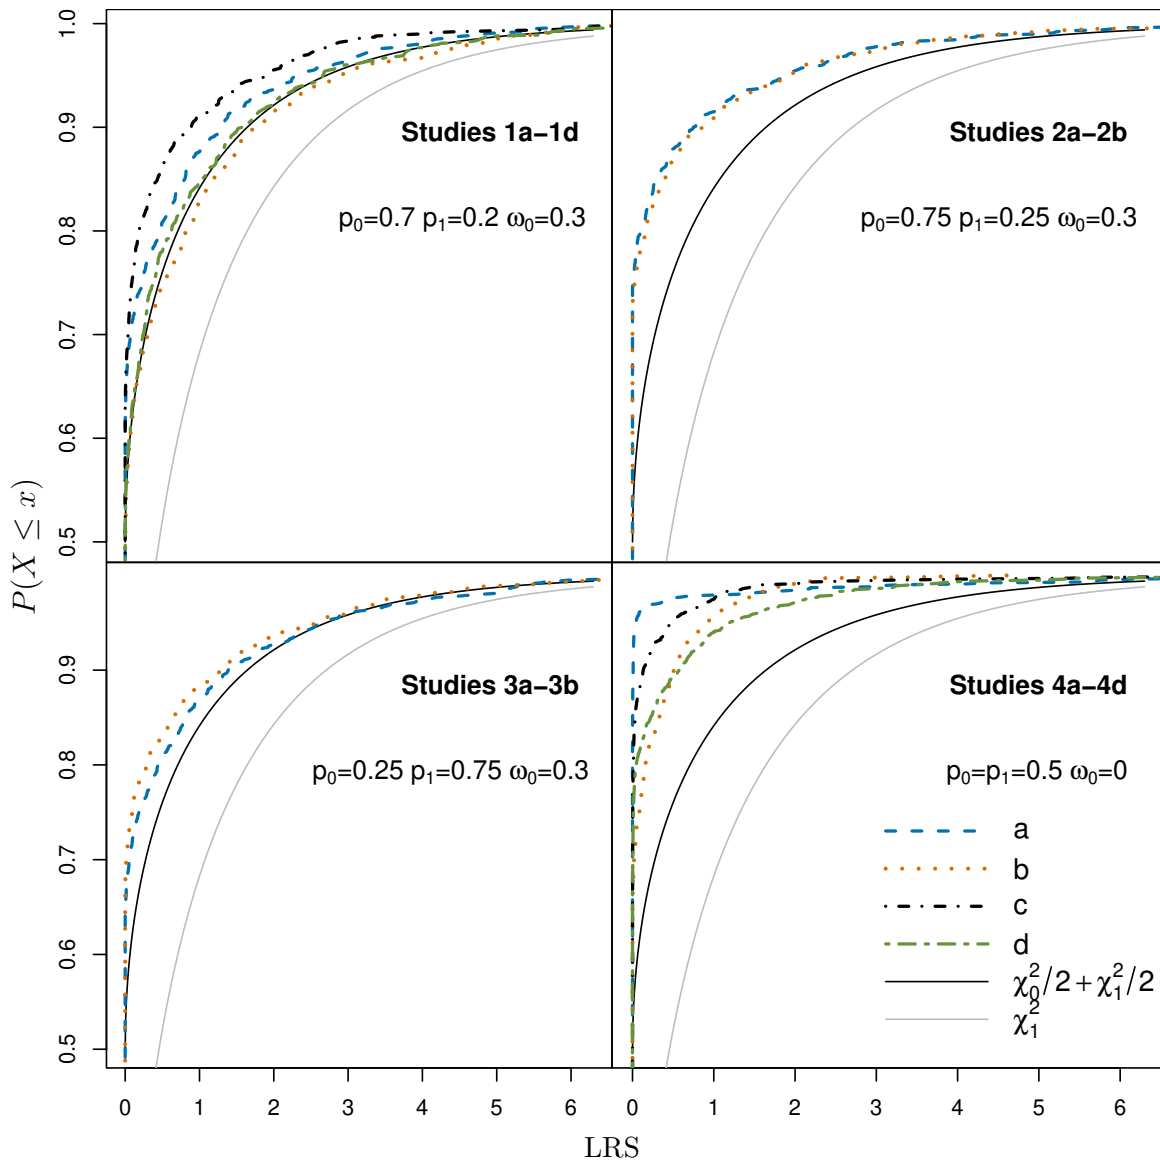 1.0
0.9
0.8
0.7
0.6
0.5
Studies 1a−1d
p₀=0.7 p₁=0.2 ω₀=0.3
Studies 2a−2b
p₀=0.75 p₁=0.25 ω₀=0.3
P(X ≤ x)
0.9
0.8
0.7
0.6
0.5
Studies 3a−3b
p₀=0.25 p₁=0.75 ω₀=0.3
Studies 4a−4d
p₀=p₁=0.5 ω₀=0
a
b
c
d
χ₀²/2 + χ₁²/2
χ₁²
0 1 2 3 4 5 6
0 1 2 3 4 5 6
LRS